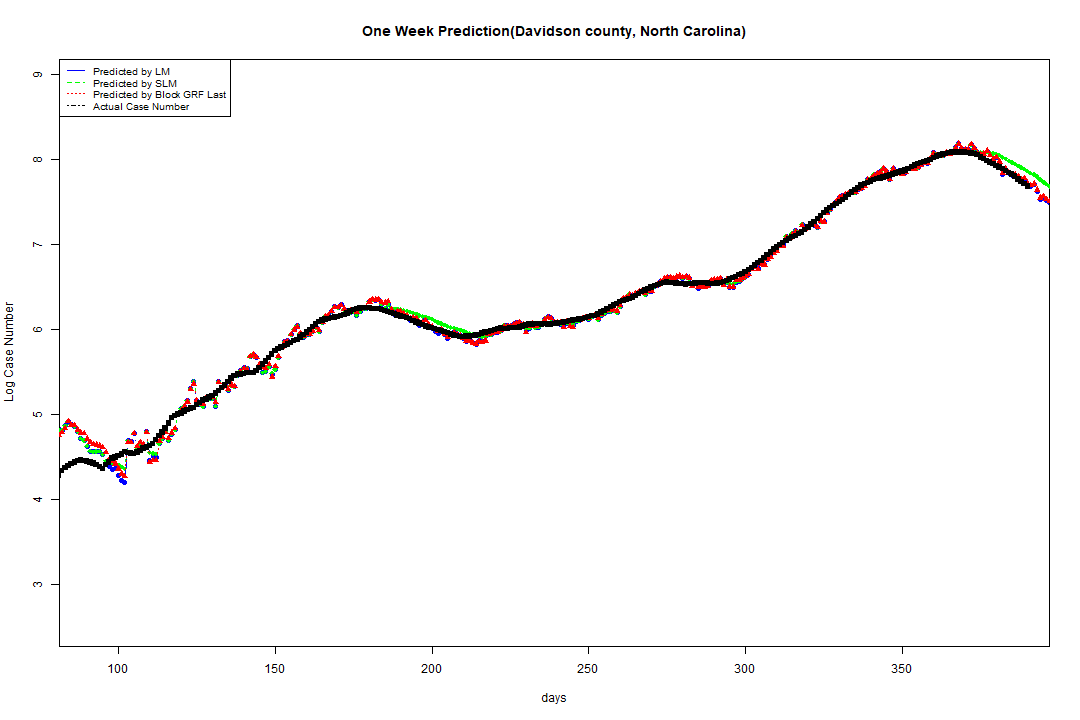 One Week Prediction(Davidson county, North Carolina)
Predicted by LM
Predicted by SLM
Predicted by Block GRF Last
Actual Case Number
9
8
7
6
5
4
3
Log Case Number
100 150 200 250 300 350
days